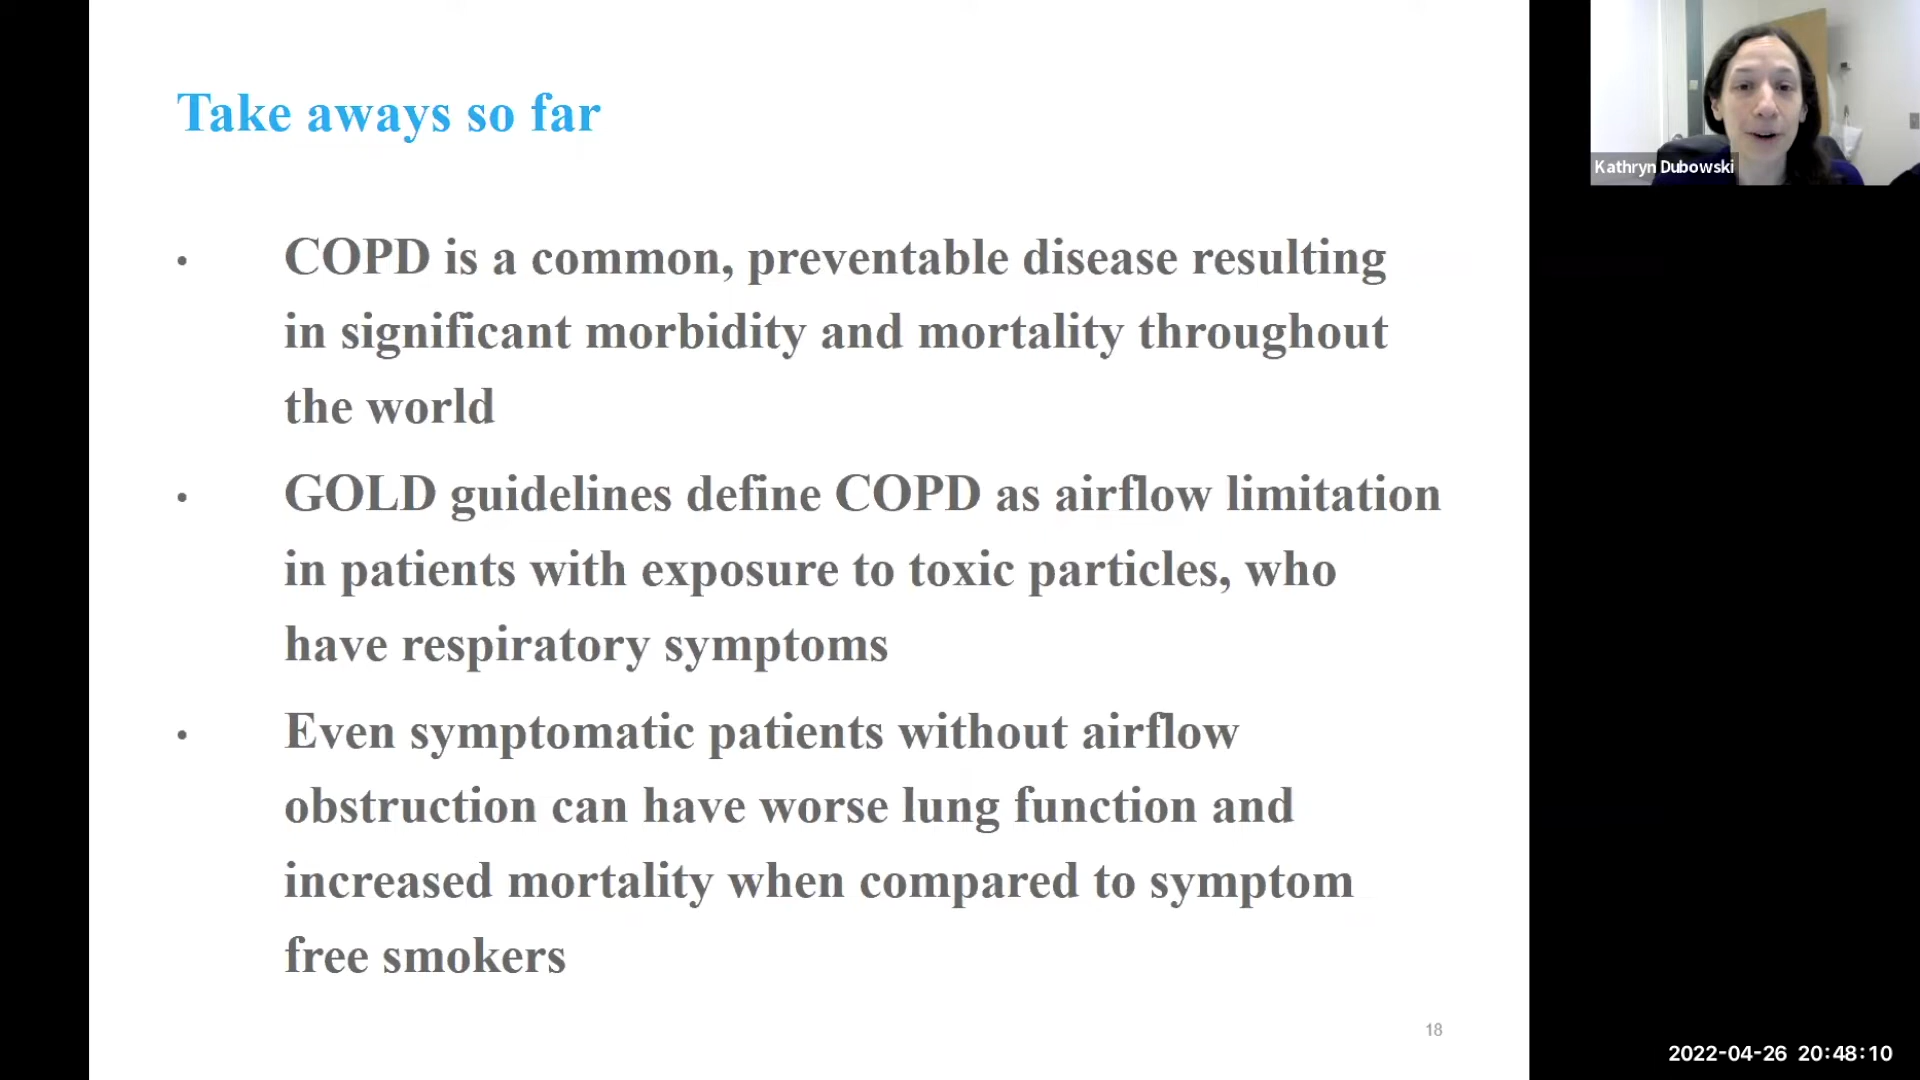 Take aways so far
• COPD is a common, preventable disease resulting
in significant morbidity and mortality throughout
the world
• GOLD guidelines define COPD as airflow limitation
in patients with exposure to toxic particles, who
have respiratory symptoms
• Even symptomatic patients without airflow
obstruction can have worse lung function and
increased mortality when compared to symptom
free smokers
18
Kathryn Dubowski
2022-04-26 20:48:10